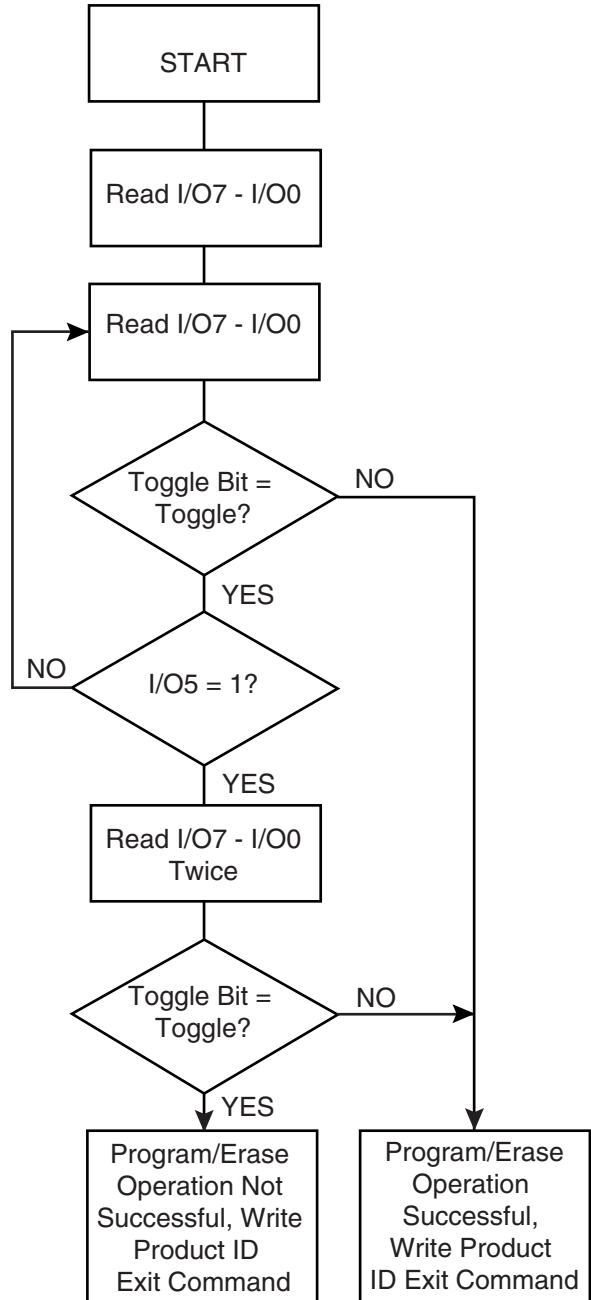 START
Read I/O7 - I/O0
Read I/O7 - I/O0
Toggle Bit =
Toggle?
NO
YES
NO
I/O5 = 1?
YES
Read I/O7 - I/O0
Twice
Toggle Bit =
Toggle?
NO
YES
Program/Erase
Operation Not
Successful, Write
Product ID
Exit Command
Program/Erase
Operation
Successful,
Write Product
ID Exit Command